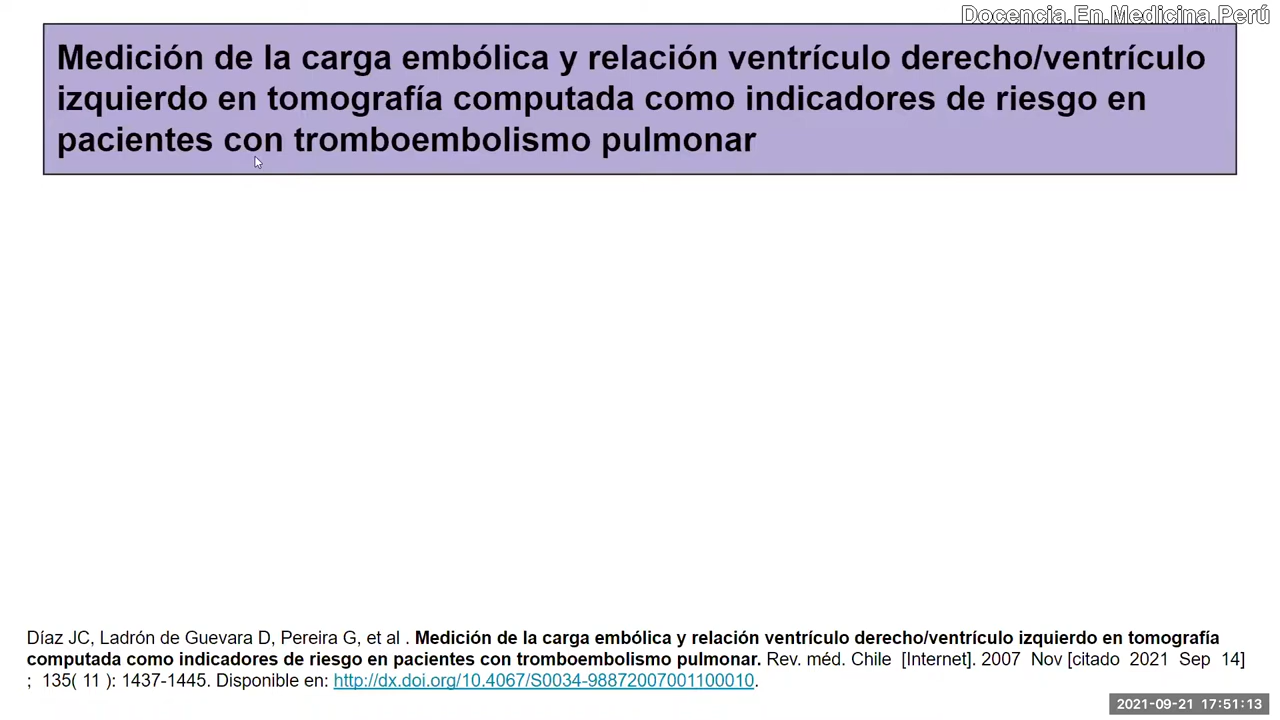 Docencia.En.Medicina.Perú
Medición de la carga embólica y relación ventrículo derecho/ventrículo
izquierdo en tomografía computada como indicadores de riesgo en
pacientes con tromboembolismo pulmonar
Díaz JC, Ladrón de Guevara D, Pereira G, et al . Medición de la carga embólica y relación ventrículo derecho/ventrículo izquierdo en tomografía
computada como indicadores de riesgo en pacientes con tromboembolismo pulmonar. Rev. méd. Chile [Internet]. 2007 Nov [citado 2021 Sep 14]
; 135( 11 ): 1437-1445. Disponible en: http://dx.doi.org/10.4067/S0034-98872007001100010.
2021-09-21 17:51:13